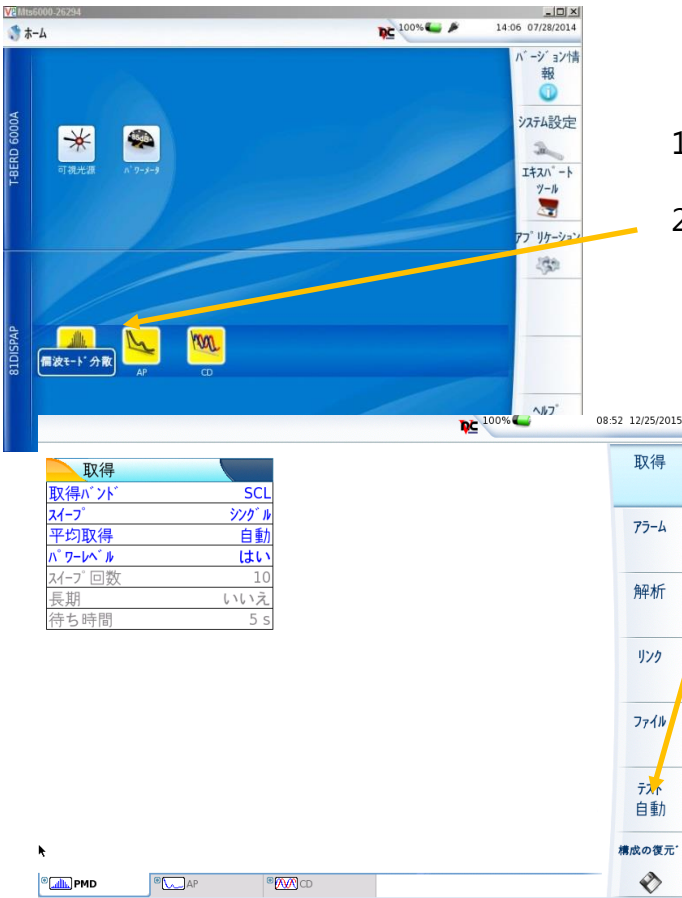 Mts6000-26294
ホーム
100%
14:06 07/28/2014
T-BERD 6000A
可視光源
ﾊﾟﾜｰﾒｰﾀ
ﾊﾞｰｼﾞｮﾝ情
報
ｼｽﾃﾑ設定
ｴｷｽﾊﾟｰﾄ
ﾂｰﾙ
ｱﾌﾟﾘｹｰｼｮﾝ
ﾍﾙﾌﾟ
1
2
81DISPAP
偏波ﾓｰﾄﾞ分散
AP
CD
100%
08:52 12/25/2015
取得
取得ﾊﾞﾝﾄﾞ SCL
ｽｲｰﾌﾟ ｼﾝｸﾞﾙ
平均取得 自動
ﾊﾟﾜｰﾚﾍﾞﾙ はい
ｽｲｰﾌﾟ回数 10
長期 いいえ
待ち時間 5 s
取得
ｱﾗｰﾑ
解析
ﾘﾝｸ
ﾌｧｲﾙ
ﾃｽﾄ
自動
構成の復元
PMD
AP
CD